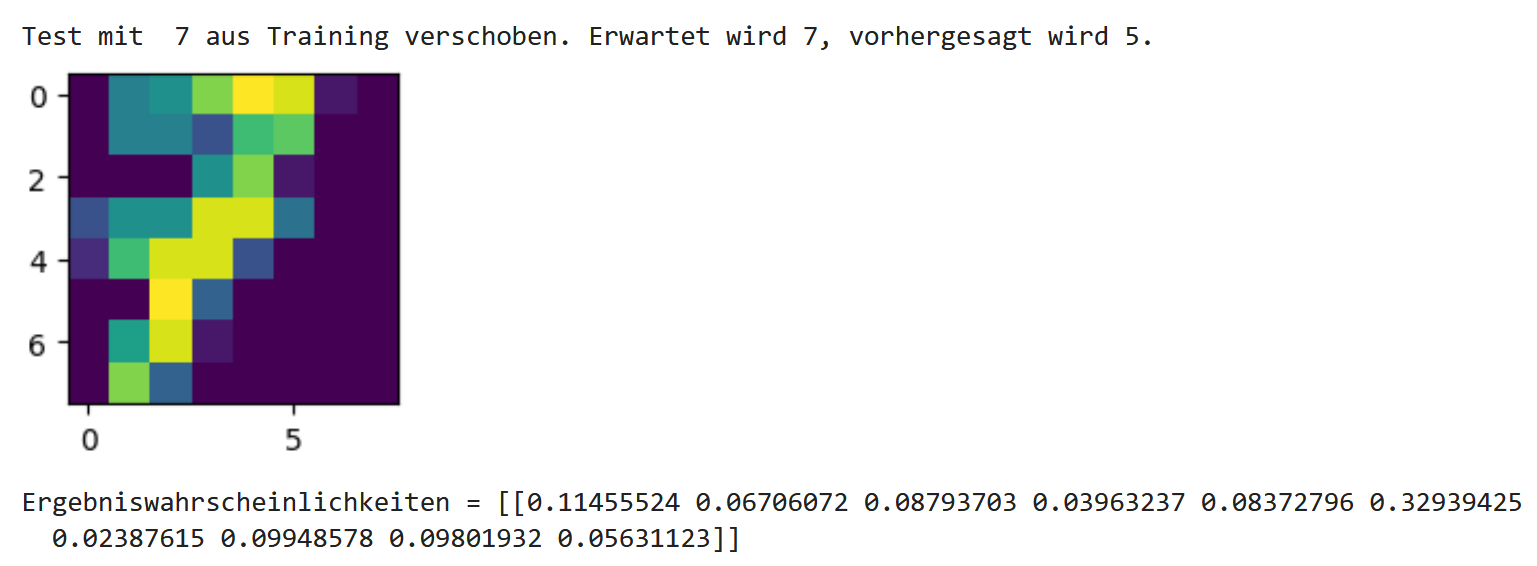 Test mit  7 aus Training verschoben. Erwartet wird 7, vorhergesagt wird 5.
0
2
4
6
0 5
Ergebniswahrscheinlichkeiten = [[0.11455524 0.06706072 0.08793703 0.03963237 0.08372796 0.32939425
0.02387615 0.09948578 0.09801932 0.05631123]]